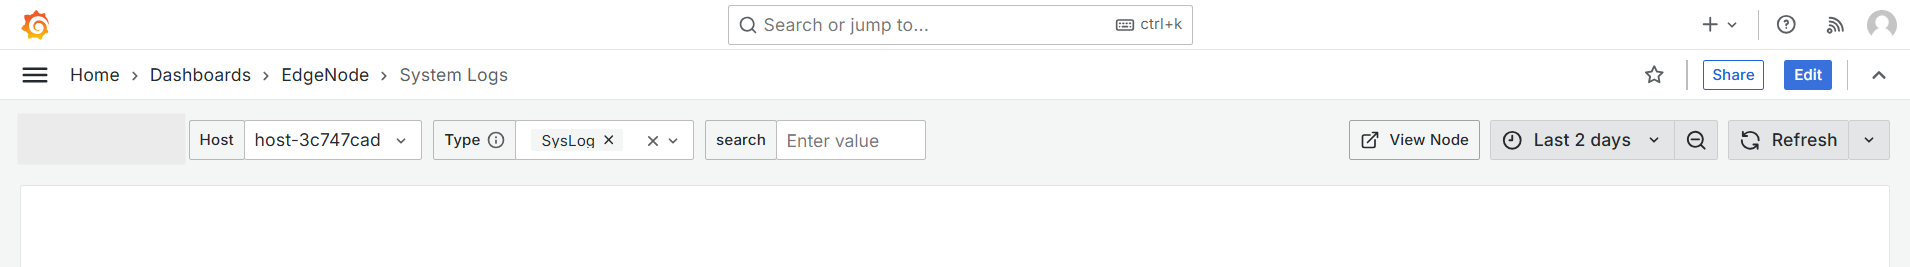 Search or jump to... ctrl+k
Home › Dashboards › EdgeNode › System Logs Share Edit
Host host-3c747cad Type SysLog search Enter value View Node Last 2 days Refresh